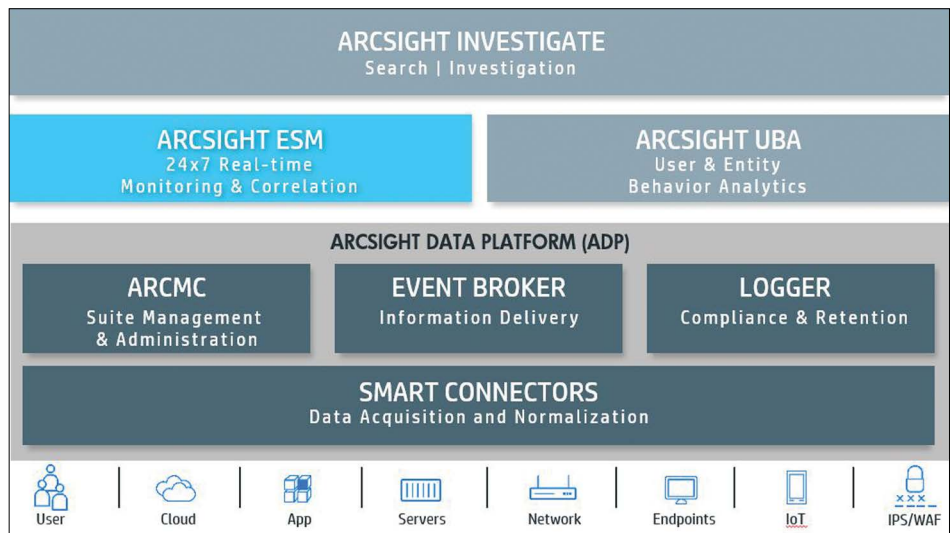 ARCSIGHT INVESTIGATE
Search | Investigation
ARCSIGHT ESM
24x7 Real-time
Monitoring & Correlation
ARCSIGHT UBA
User & Entity
Behavior Analytics
ARCSIGHT DATA PLATFORM (ADP)
ARCMC
Suite Management
& Administration
EVENT BROKER
Information Delivery
LOGGER
Compliance & Retention
SMART CONNECTORS
Data Acquisition and Normalization
User
Cloud
App
Servers
Network
Endpoints
IoT
xxx
IPS/WAF